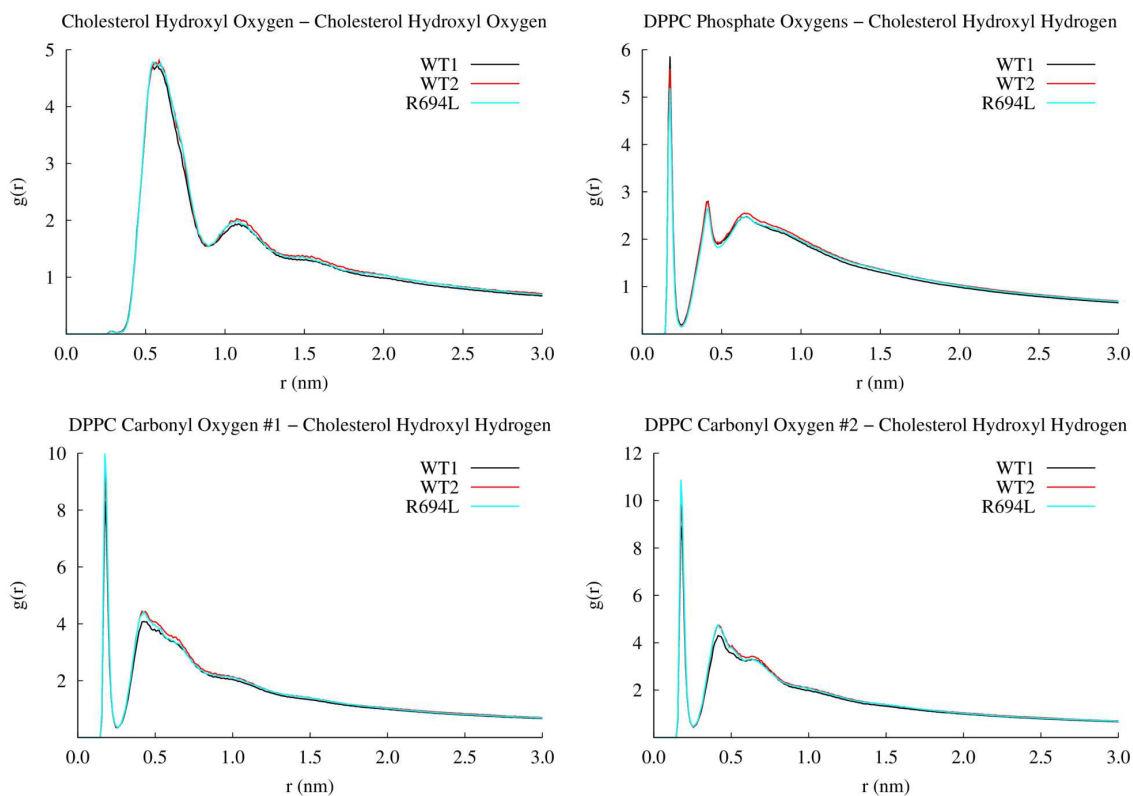 Cholesterol Hydroxyl Oxygen − Cholesterol Hydroxyl Oxygen
5
4
3
2
1
g(r)
WT1
WT2
R694L
0.0 0.5 1.0 1.5 2.0 2.5 3.0
r (nm)
DPPC Phosphate Oxygens − Cholesterol Hydroxyl Hydrogen
6
5
4
3
2
1
g(r)
WT1
WT2
R694L
0.0 0.5 1.0 1.5 2.0 2.5 3.0
r (nm)
DPPC Carbonyl Oxygen #1 − Cholesterol Hydroxyl Hydrogen
10
8
6
4
2
g(r)
WT1
WT2
R694L
0.0 0.5 1.0 1.5 2.0 2.5 3.0
r (nm)
DPPC Carbonyl Oxygen #2 − Cholesterol Hydroxyl Hydrogen
12
10
8
6
4
2
g(r)
WT1
WT2
R694L
0.0 0.5 1.0 1.5 2.0 2.5 3.0
r (nm)